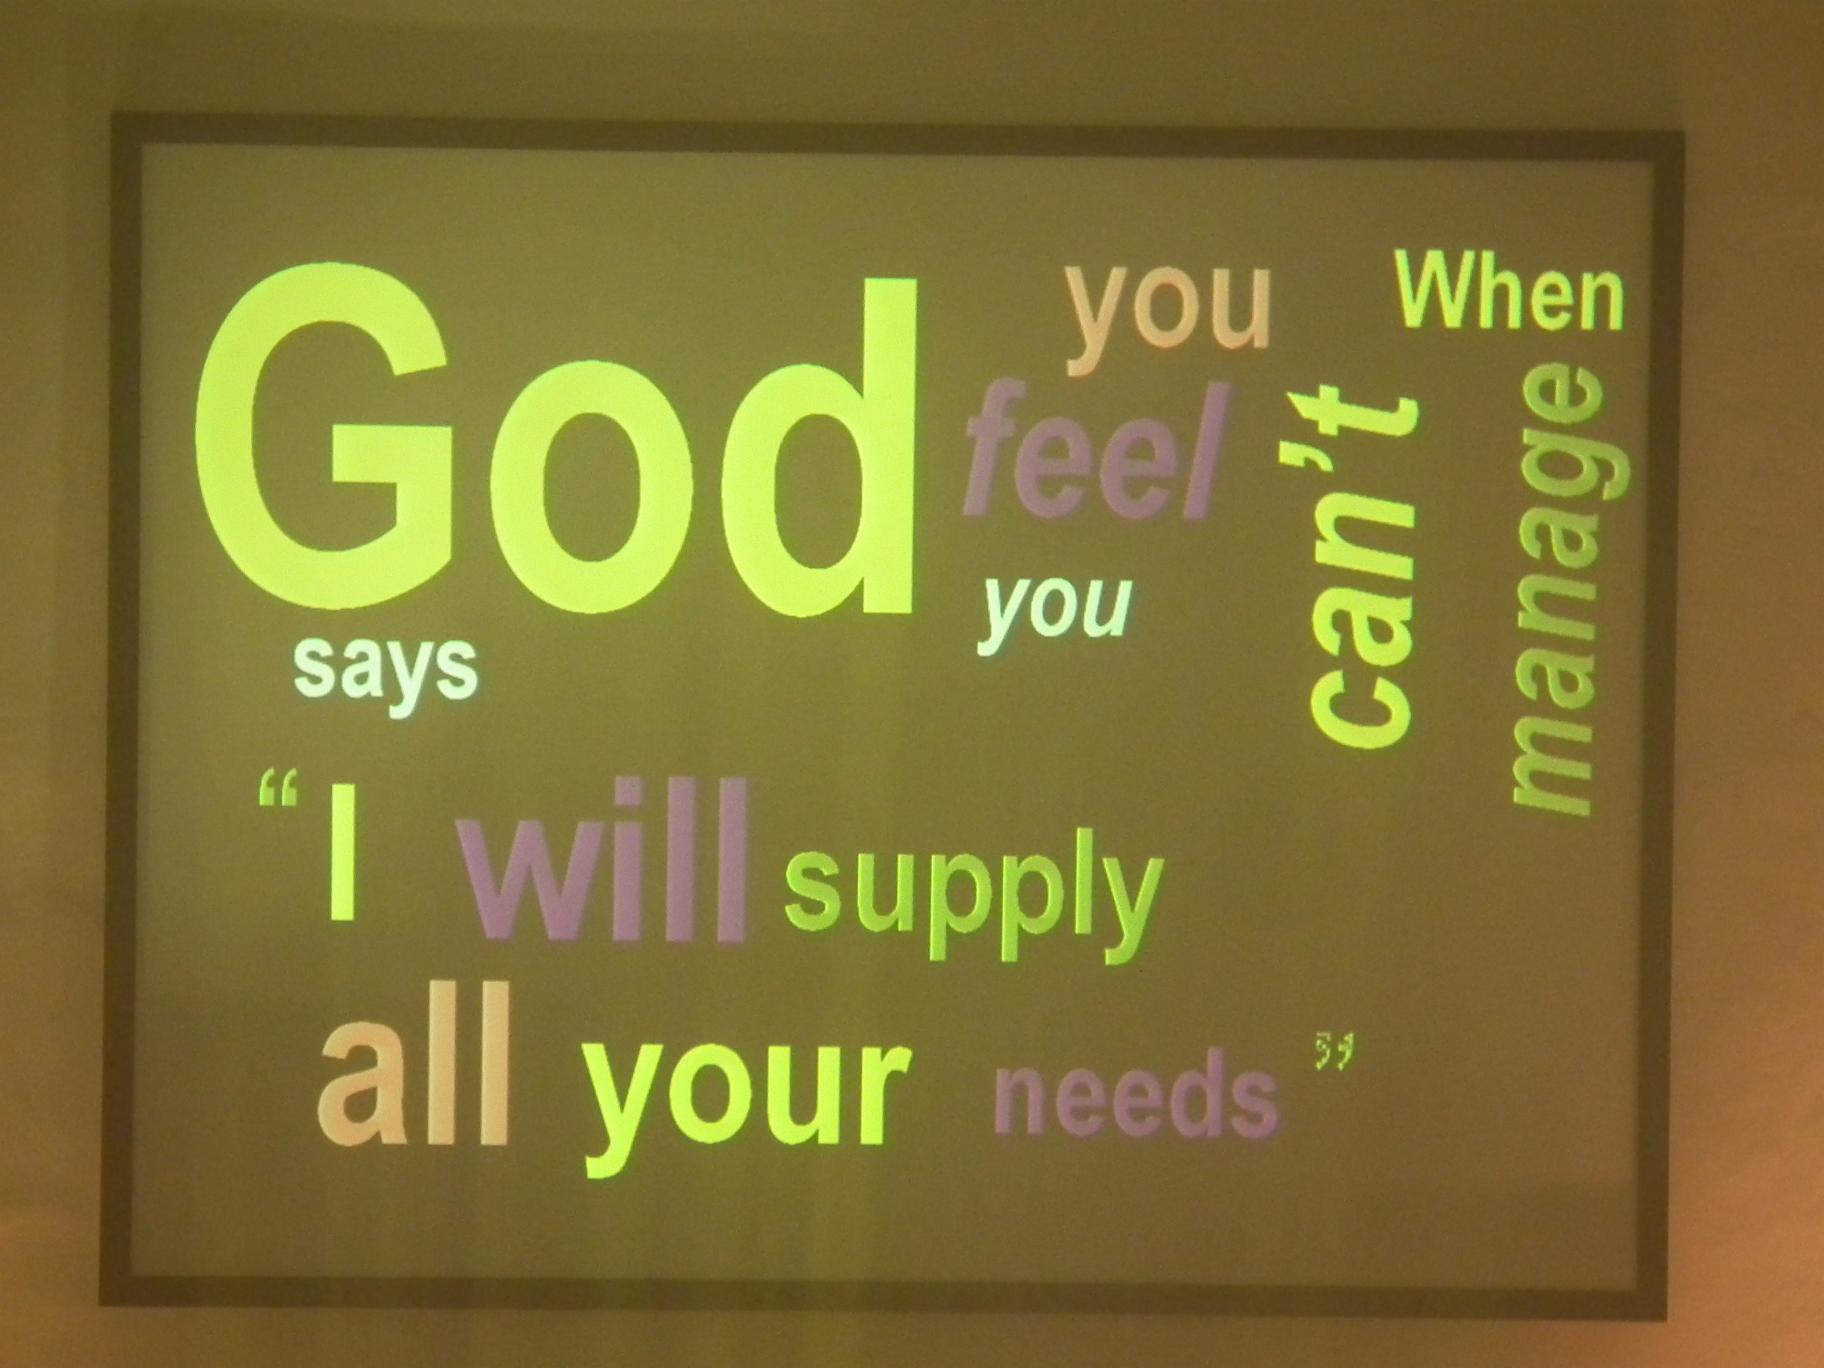 When
you
feel
you
can't
manage
God
says
“I will supply
all your needs”